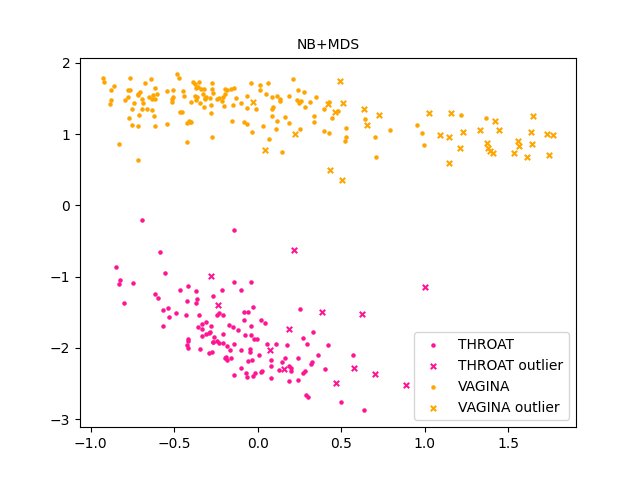 NB+MDS
2
1
0
−1
−2
−3
−1.0 −0.5 0.0 0.5 1.0 1.5
THROAT
THROAT outlier
VAGINA
VAGINA outlier